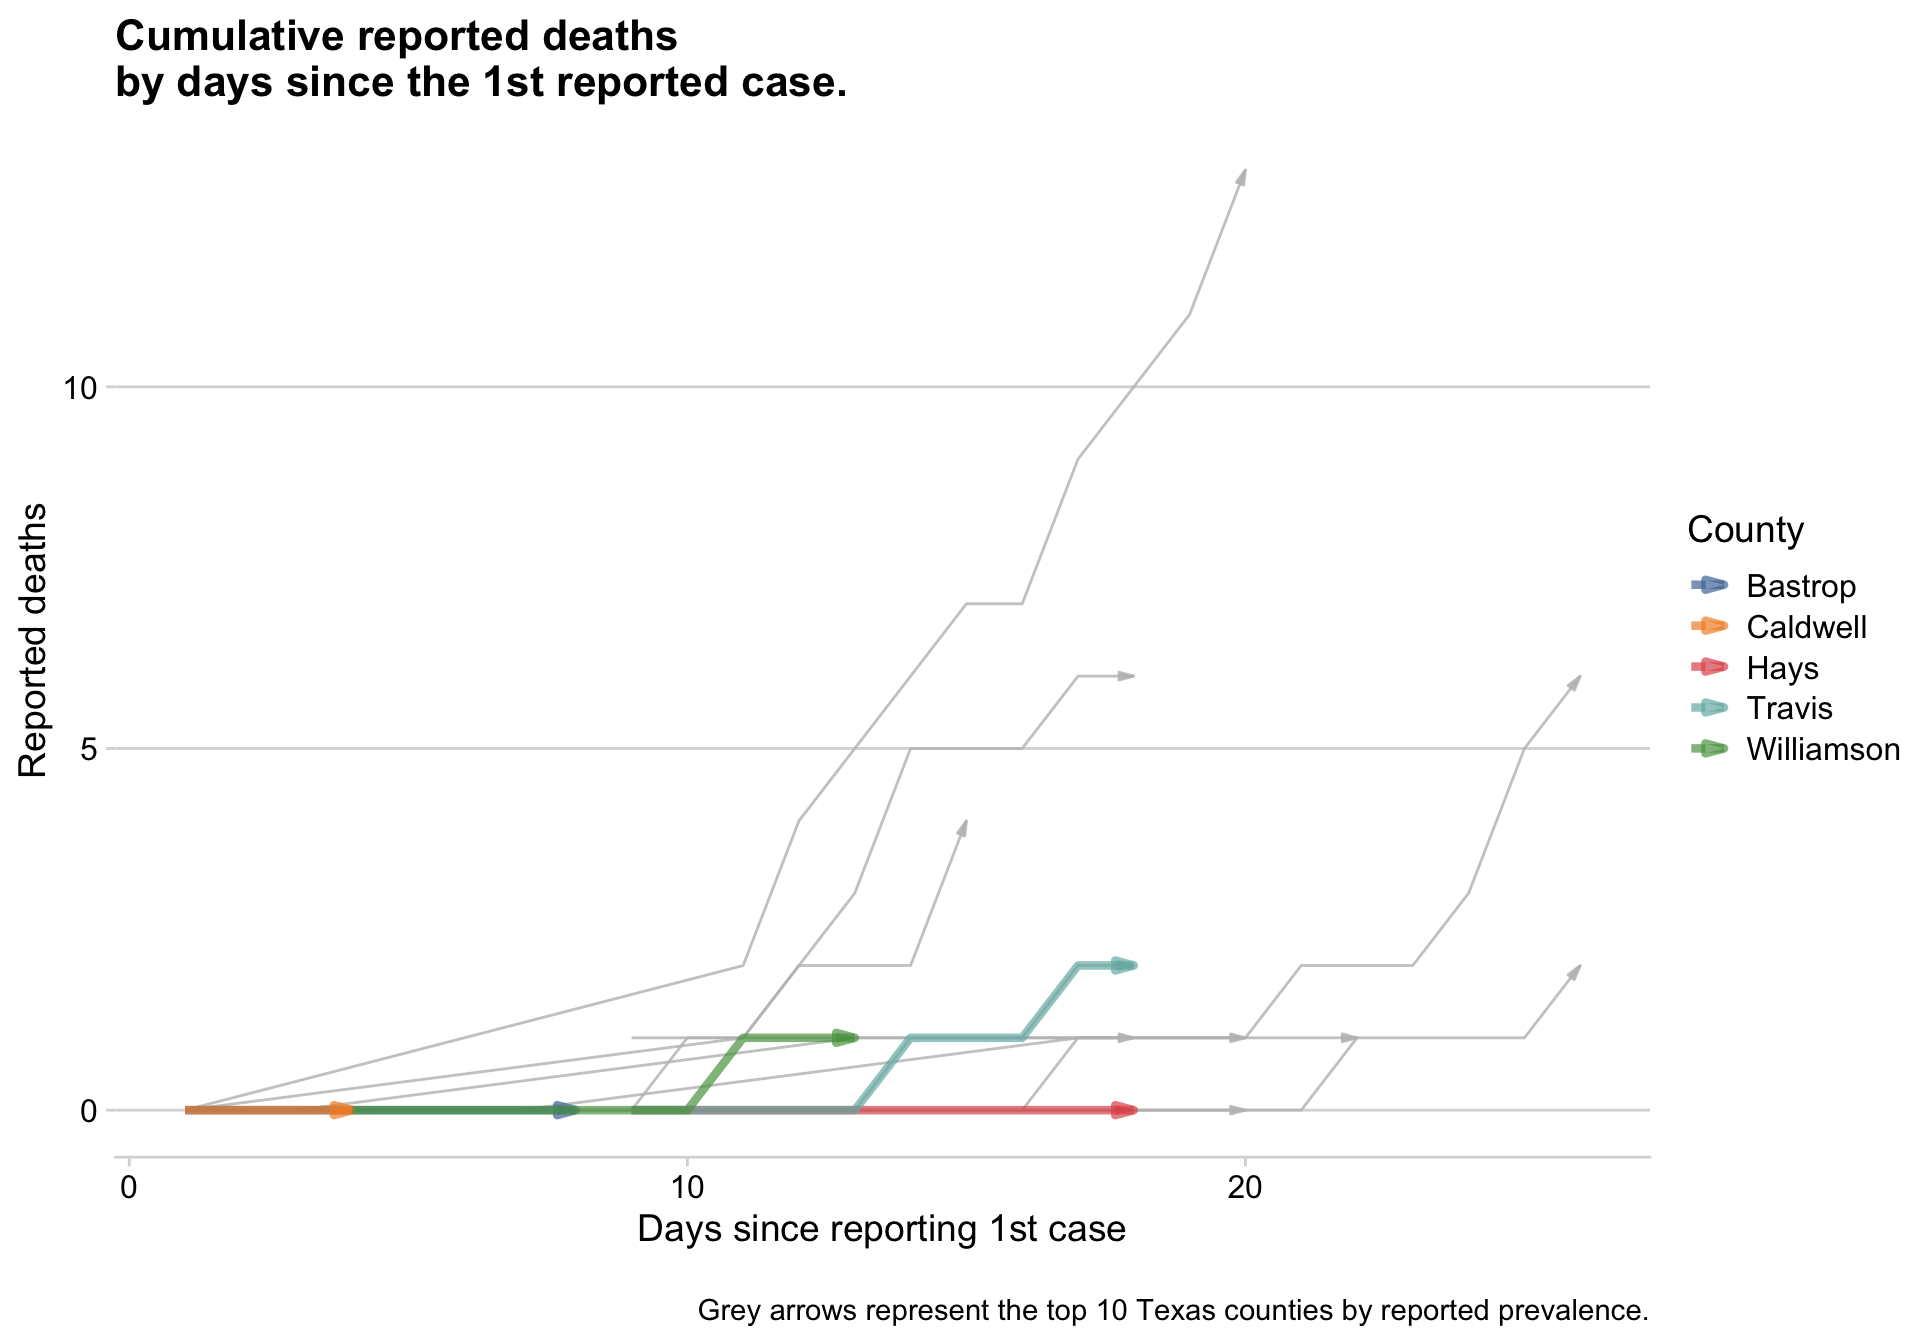 Cumulative reported deaths
by days since the 1st reported case.
Reported deaths
10
5
0
0
10
20
Days since reporting 1st case
County
Bastrop
Caldwell
Hays
Travis
Williamson
Grey arrows represent the top 10 Texas counties by reported prevalence.